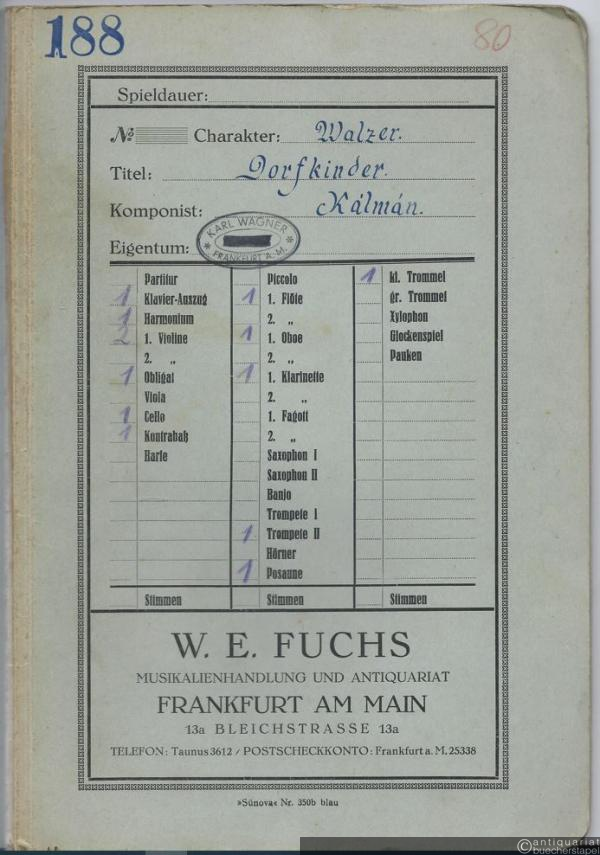 188
80
Spieldauer:
№ Charakter: Walzer.
Titel: Dorfkinder.
Komponist: Kálmán.
Eigentum:
* KARL WAGNER *
FRANKFURT A. M.
Partitur
1 Klavier-Auszug
1 Harmonium
2 1. Violine
2. „
1 Obligat
Viola
1 Cello
1 Kontrabaß
Harfe
Stimmen
Piccolo
1 1. Flöte
2. „
1 1. Oboe
2. „
1 1. Klarinette
2. „
1. Fagott
2. „
Saxophon I
Saxophon II
Banjo
Trompete I
1 Trompete II
Hörner
1 Posaune
Stimmen
1 kl. Trommel
gr. Trommel
Xylophon
Glockenspiel
Pauken
Stimmen
W. E. FUCHS
MUSIKALIENHANDLUNG UND ANTIQUARIAT
FRANKFURT AM MAIN
13a BLEICHSTRASSE 13a
TELEFON: Taunus 3612 / POSTSCHECKKONTO: Frankfurt a. M. 25338
»Sünova« Nr. 350b blau
©antiquariat
buecherstapel